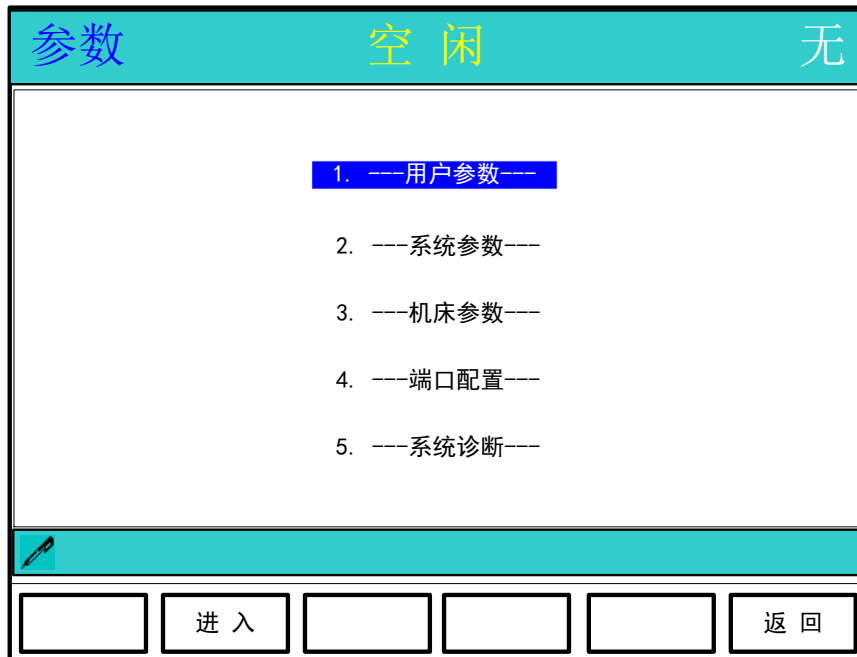 参数 空 闲 无
1. ---用户参数---
2. ---系统参数---
3. ---机床参数---
4. ---端口配置---
5. ---系统诊断---
进 入 返 回